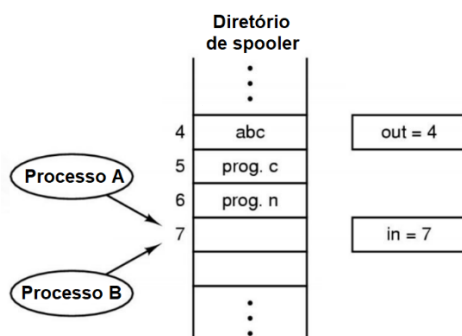 Diretório
de spooler
4 abc out = 4
5 prog. c
Processo A
6 prog. n
7 in = 7
Processo B